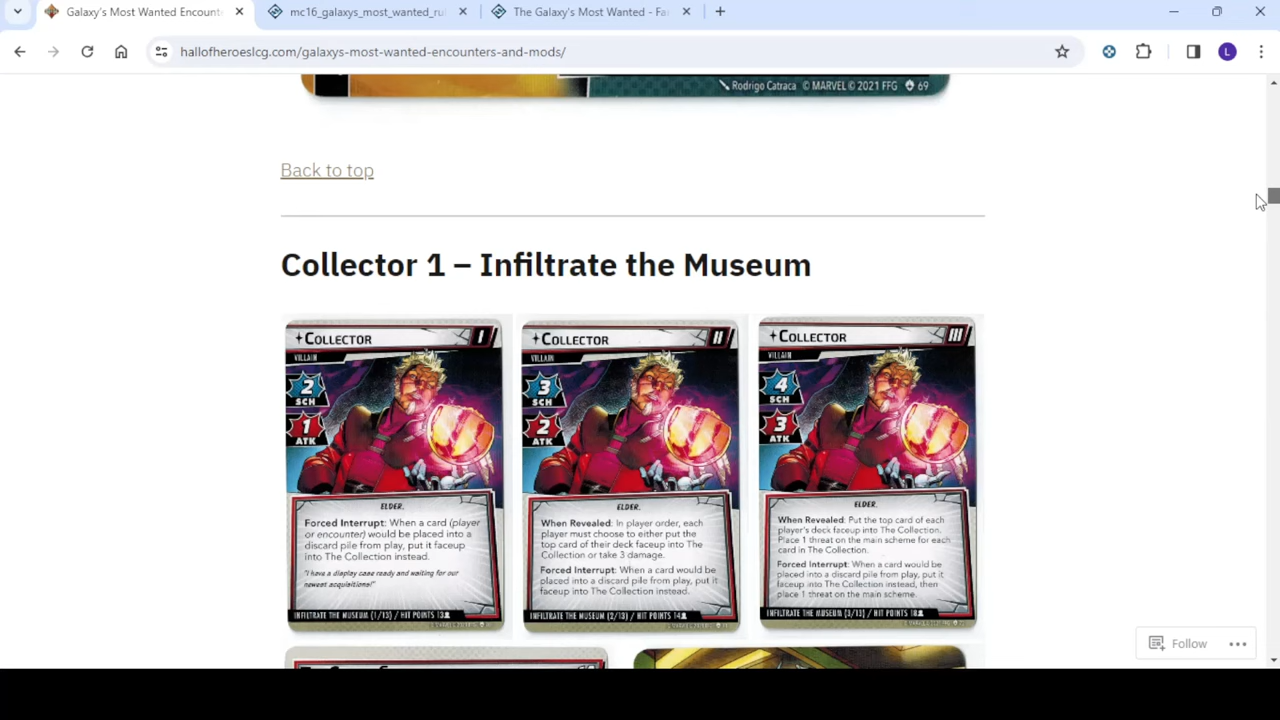 Galaxy's Most Wanted Encount
mc16_galaxys_most_wanted_ru
The Galaxy's Most Wanted - Fa
hallofheroeslcg.com/galaxys-most-wanted-encounters-and-mods/
L
Rodrigo Catraca © MARVEL © 2021 FFG 69
Back to top
Collector 1 – Infiltrate the Museum
COLLECTOR I
VILLAIN
2
SCH
1
ATK
ELDER.
Forced Interrupt: When a card (player
or encounter) would be placed into a
discard pile from play, put it faceup
into The Collection instead.
"I have a display case ready and waiting for our
newest acquisitions!"
INFILTRATE THE MUSEUM (1/13) / HIT POINTS 13
COLLECTOR II
VILLAIN
3
SCH
2
ATK
ELDER.
When Revealed: In player order, each
player must choose to either put the
top card of their deck faceup into The
Collection or take 3 damage.
Forced Interrupt: When a card would be
placed into a discard pile from play, put it
faceup into The Collection instead.
INFILTRATE THE MUSEUM (2/13) / HIT POINTS 14
COLLECTOR III
VILLAIN
4
SCH
3
ATK
ELDER.
When Revealed: Put the top card of each
player's deck faceup into The Collection.
Place 1 threat on the main scheme for each
card in The Collection.
Forced Interrupt: When a card would be
placed into a discard pile from play, put it
faceup into The Collection instead, then
place 1 threat on the main scheme.
INFILTRATE THE MUSEUM (3/13) / HIT POINTS 18
Follow